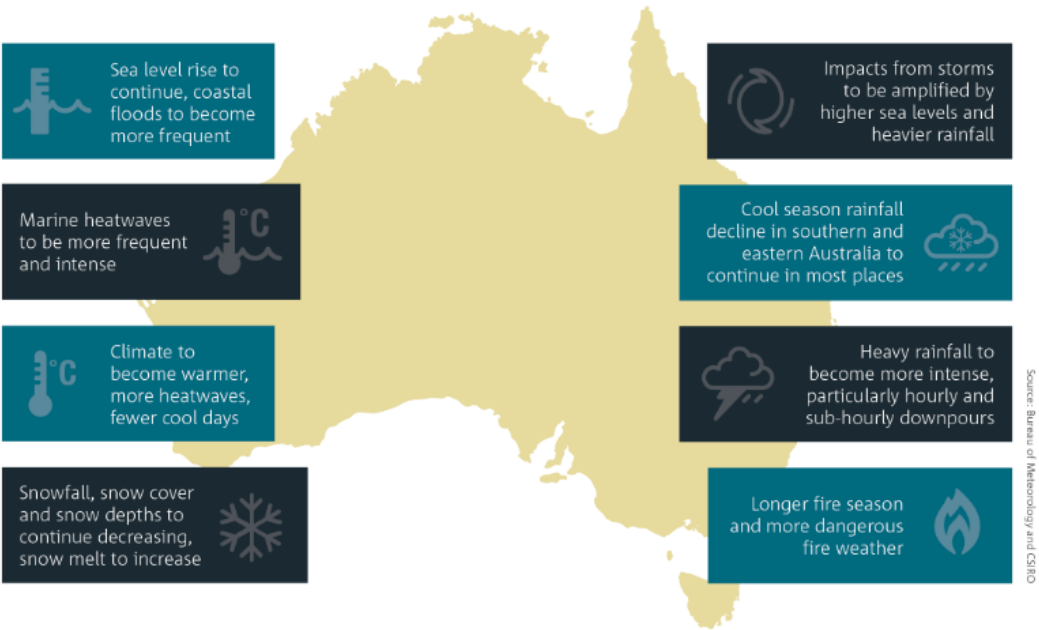 Sea level rise to
continue, coastal
floods to become
more frequent
Marine heatwaves
to be more frequent
and intense
°C
Climate to
become warmer,
more heatwaves,
fewer cool days
°C
Snowfall, snow cover
and snow depths to
continue decreasing,
snow melt to increase
Impacts from storms
to be amplified by
higher sea levels and
heavier rainfall
Cool season rainfall
decline in southern and
eastern Australia to
continue in most places
Heavy rainfall to
become more intense,
particularly hourly and
sub-hourly downpours
Longer fire season
and more dangerous
fire weather
Source: Bureau of Meteorology and CSIRO